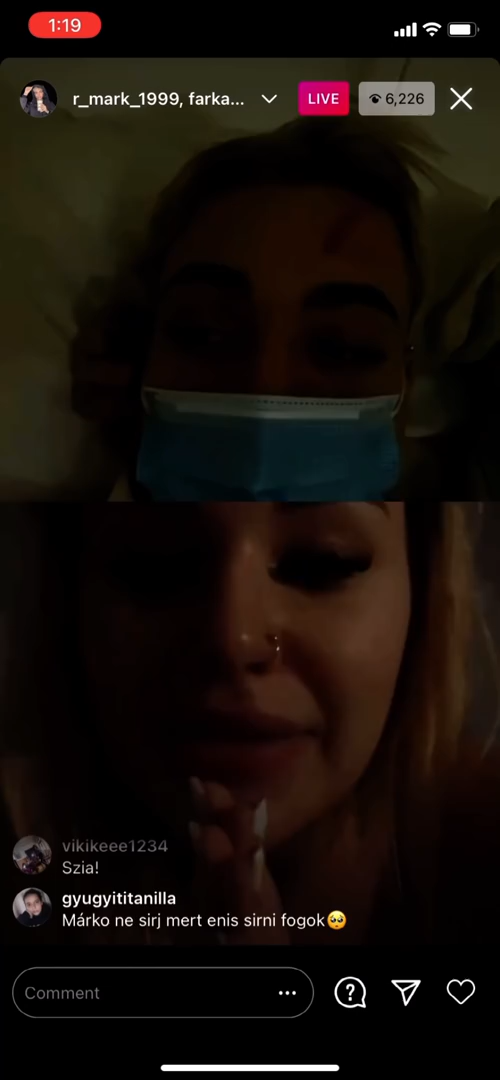 1:19
r_mark_1999, farka...
LIVE
6,226
vikikeee1234
Szia!
gyugyititanilla
Márko ne sirj mert enis sirni fogok🥺
Comment